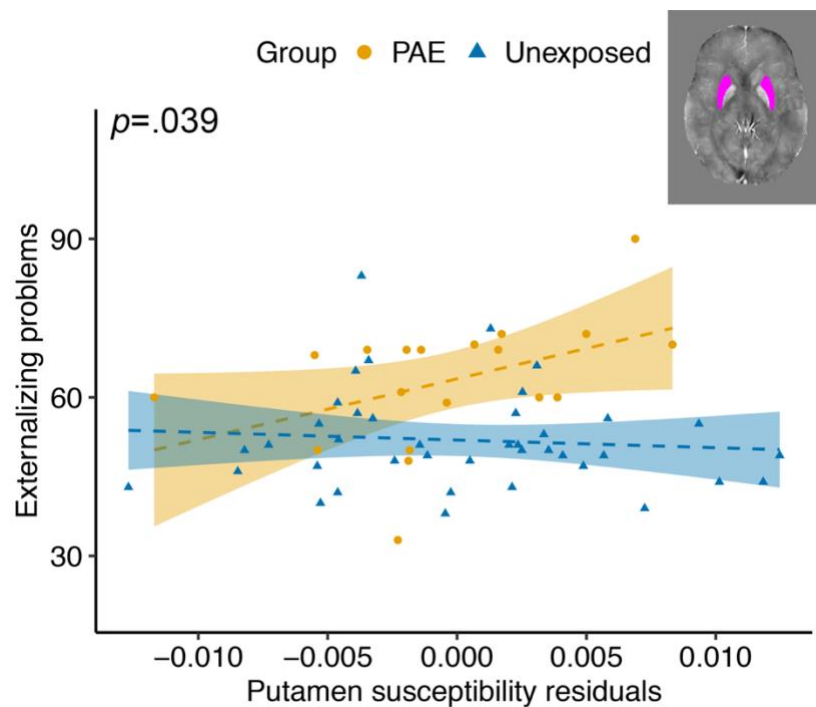 Group PAE Unexposed
p=.039
Externalizing problems
90
60
30
−0.010 −0.005 0.000 0.005 0.010
Putamen susceptibility residuals